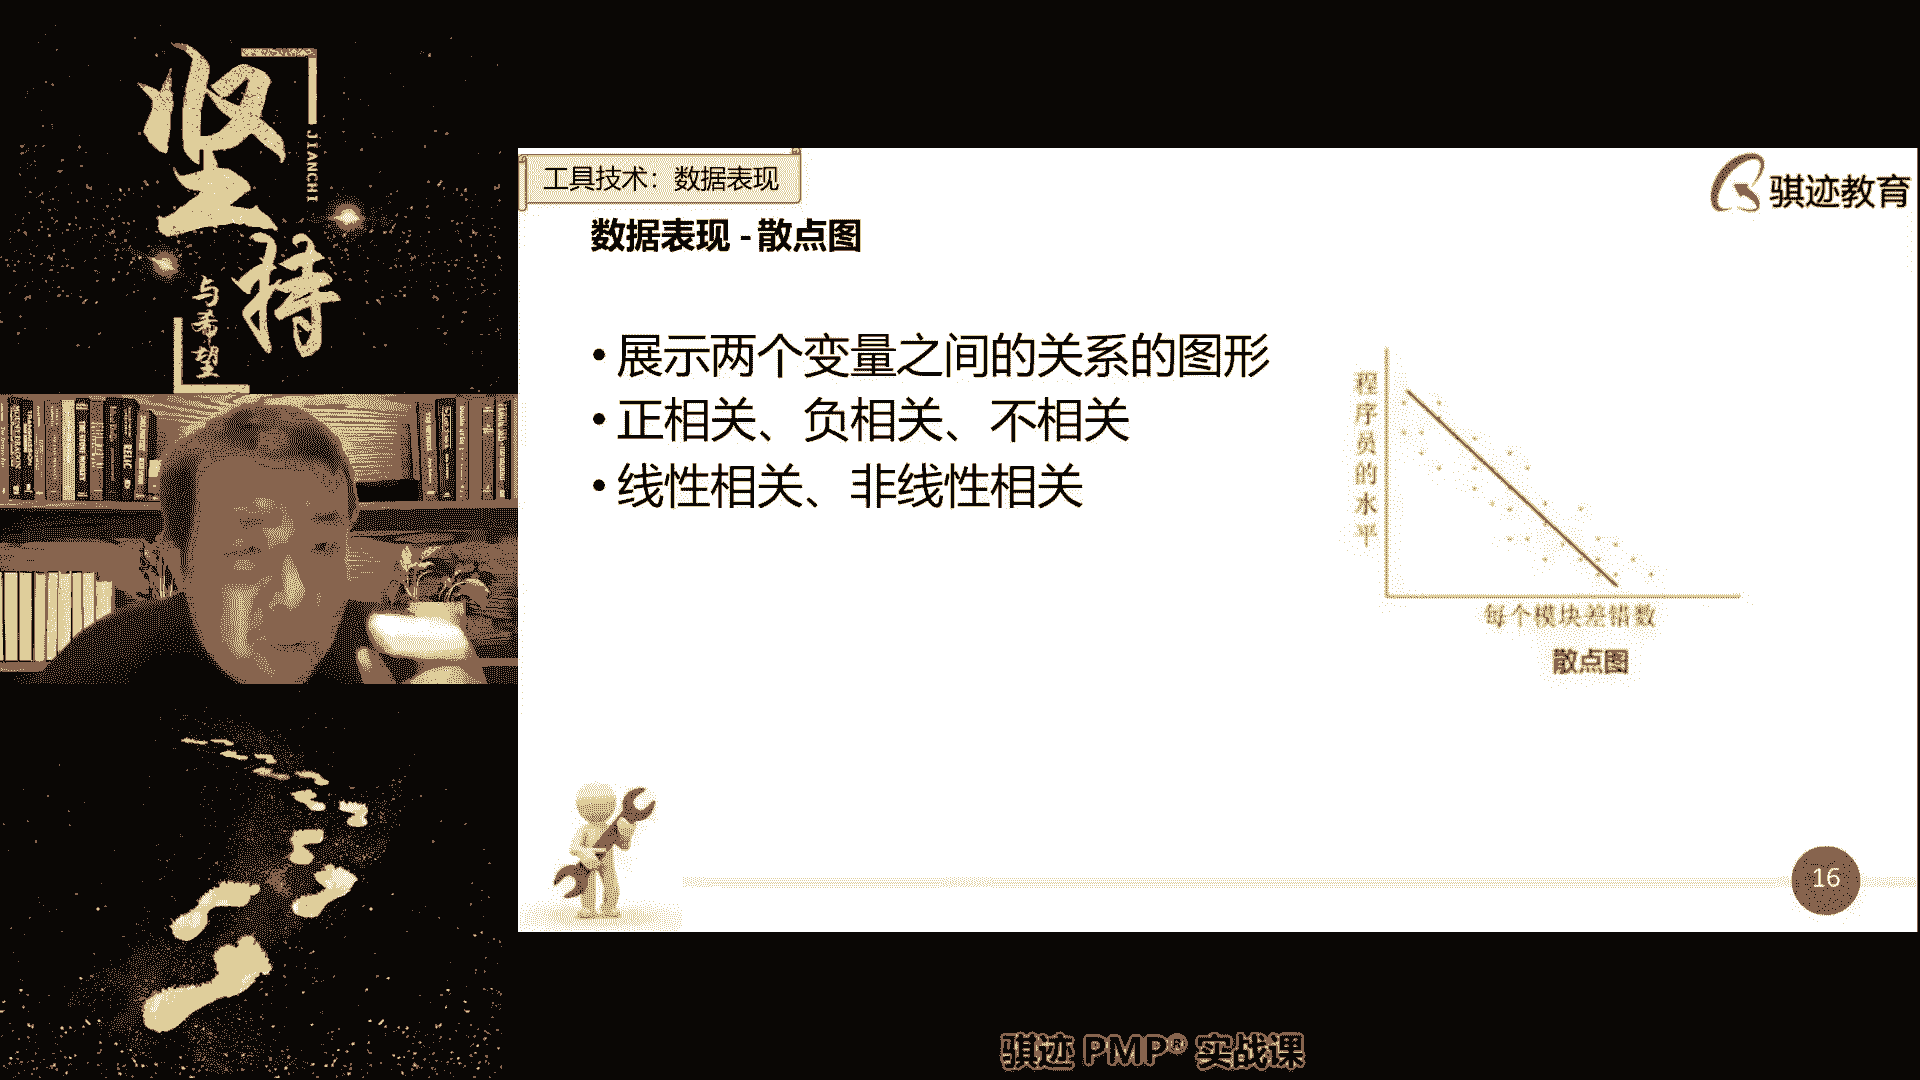 坚持
JIANCHI
与希望
工具技术：数据表现
骐迹教育
数据表现 - 散点图
• 展示两个变量之间的关系的图形
• 正相关、负相关、不相关
• 线性相关、非线性相关
程序员的水平
每个模块差错数
散点图
16
骐迹 PMP® 实战课